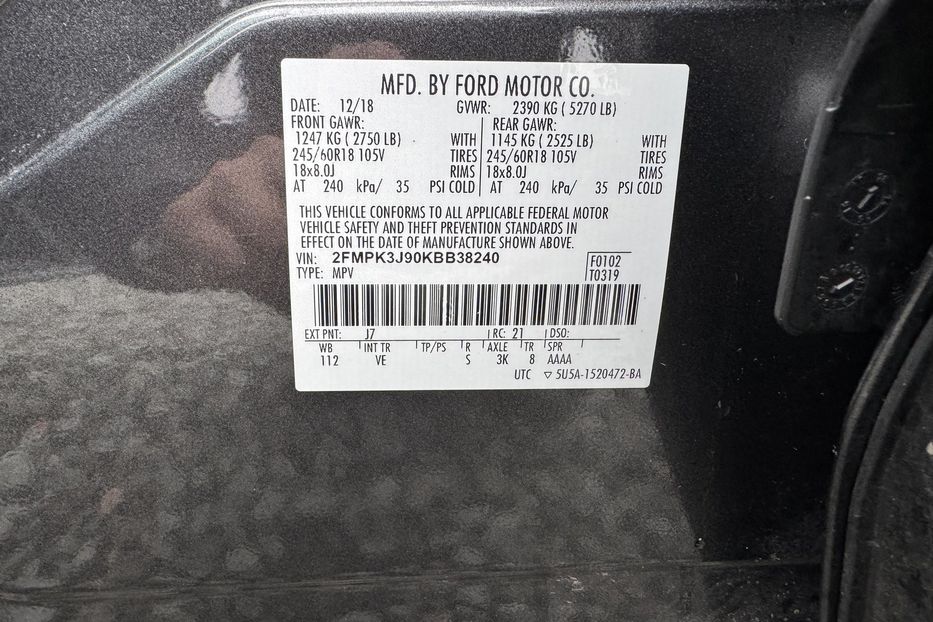 MFD. BY FORD MOTOR CO.
DATE: 12/18 GVWR: 2390 KG ( 5270 LB)
FRONT GAWR: REAR GAWR:
1247 KG ( 2750 LB) WITH 1145 KG ( 2525 LB) WITH
245/60R18 105V TIRES 245/60R18 105V TIRES
18x8.0J RIMS 18x8.0J RIMS
AT 240 kPa/ 35 PSI COLD AT 240 kPa/ 35 PSI COLD
THIS VEHICLE CONFORMS TO ALL APPLICABLE FEDERAL MOTOR
VEHICLE SAFETY AND THEFT PREVENTION STANDARDS IN
EFFECT ON THE DATE OF MANUFACTURE SHOWN ABOVE.
VIN: 2FMPK3J90KBB38240 F0102
TYPE: MPV T0319
EXT PNT: J7 RC: 21 DSO:
WB INT TR TP/PS R AXLE TR SPR
112 VE S 3K 8 AAAA
UTC ▽ 5U5A-1520472-BA